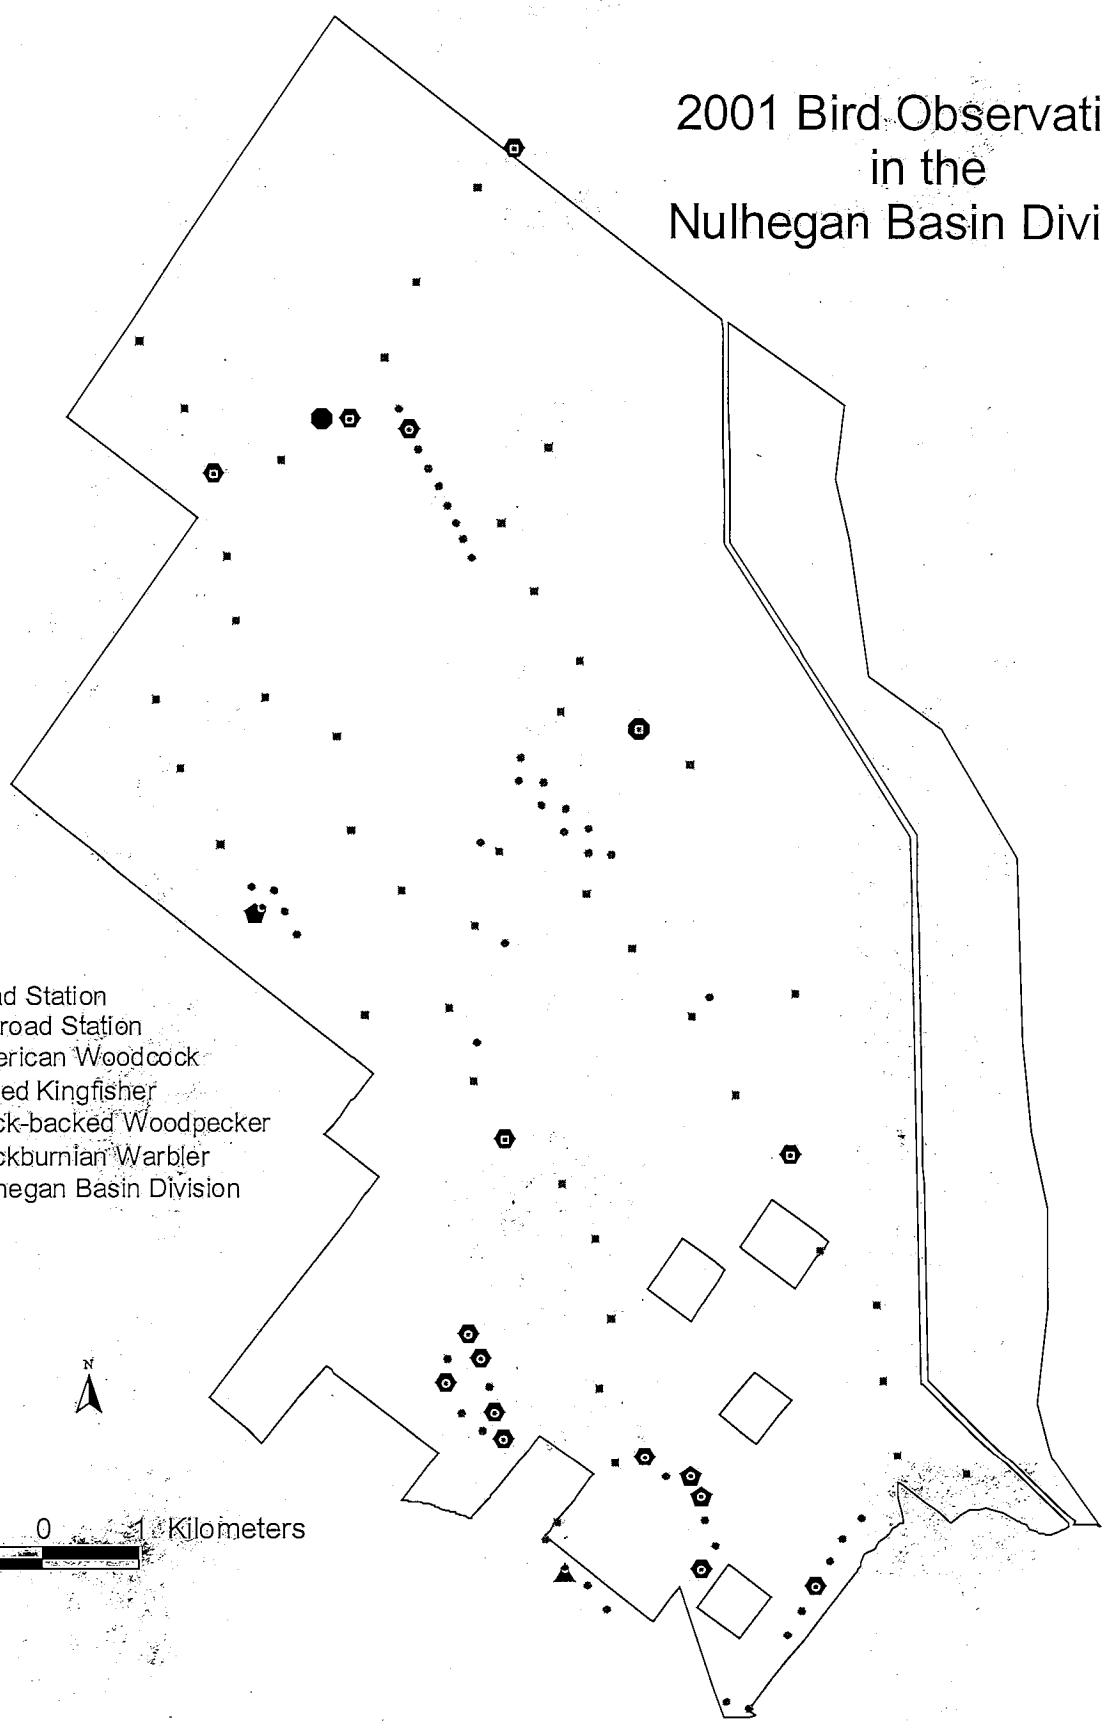 2001 Bird Observati
in the
Nulhegan Basin Divi
ad Station
road Station
erican Woodcock
ed Kingfisher
ck-backed Woodpecker
ckburnian Warbler
hegan Basin Division
N
0 1 Kilometers